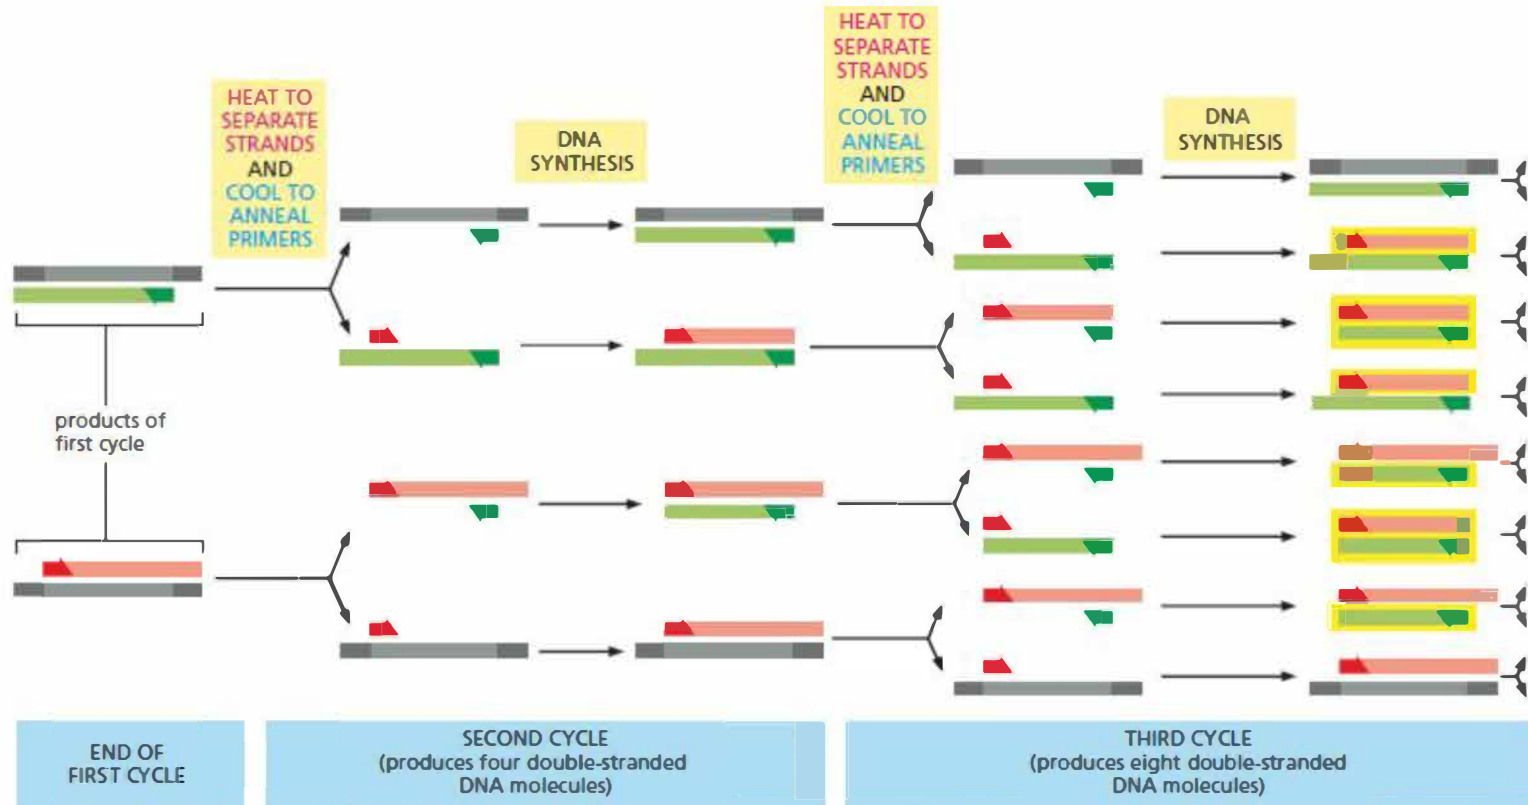 HEAT TO
SEPARATE
STRANDS
AND
COOL TO
ANNEAL
PRIMERS
DNA
SYNTHESIS
HEAT TO
SEPARATE
STRANDS
AND
COOL TO
ANNEAL
PRIMERS
DNA
SYNTHESIS
products of
first cycle
END OF
FIRST CYCLE
SECOND CYCLE
(produces four double-stranded
DNA molecules)
THIRD CYCLE
(produces eight double-stranded
DNA molecules)